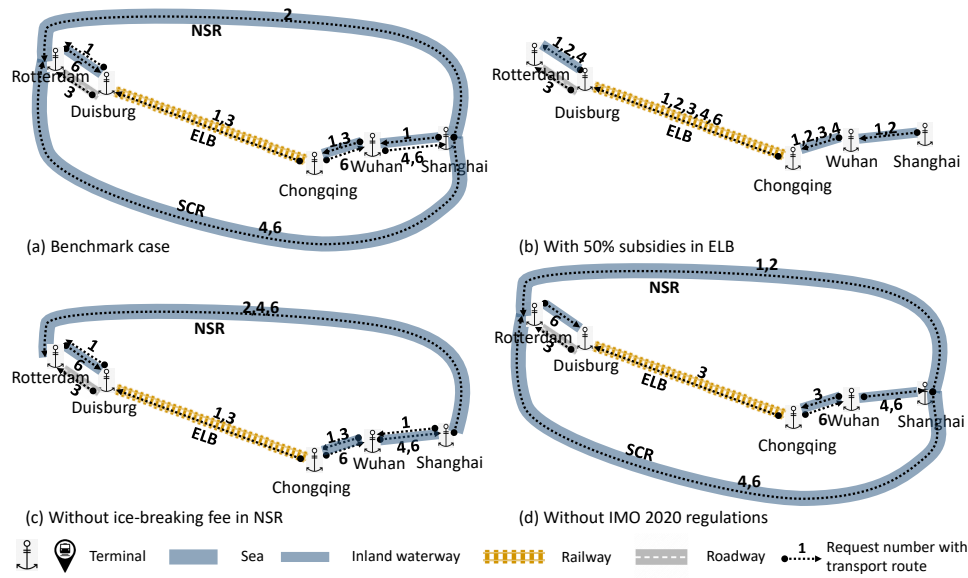 2
NSR
1
6
3
Rotterdam
Duisburg
1,3
ELB
1,3
6
1
4,6
Wuhan
Shanghai
Chongqing
SCR
4,6
(a) Benchmark case
1,2,4
3
Rotterdam
Duisburg
1,2,3,4,6
ELB
1,2,3,4
1,2
Wuhan
Shanghai
Chongqing
(b) With 50% subsidies in ELB
2,4,6
NSR
1
6
3
Rotterdam
Duisburg
1,3
ELB
1,3
6
1
4,6
Wuhan
Shanghai
Chongqing
(c) Without ice-breaking fee in NSR
1,2
NSR
6
3
Rotterdam
Duisburg
3
ELB
3
6
4,6
Wuhan
Shanghai
Chongqing
SCR
4,6
(d) Without IMO 2020 regulations
Terminal
Sea
Inland waterway
Railway
Roadway
1
Request number with
transport route